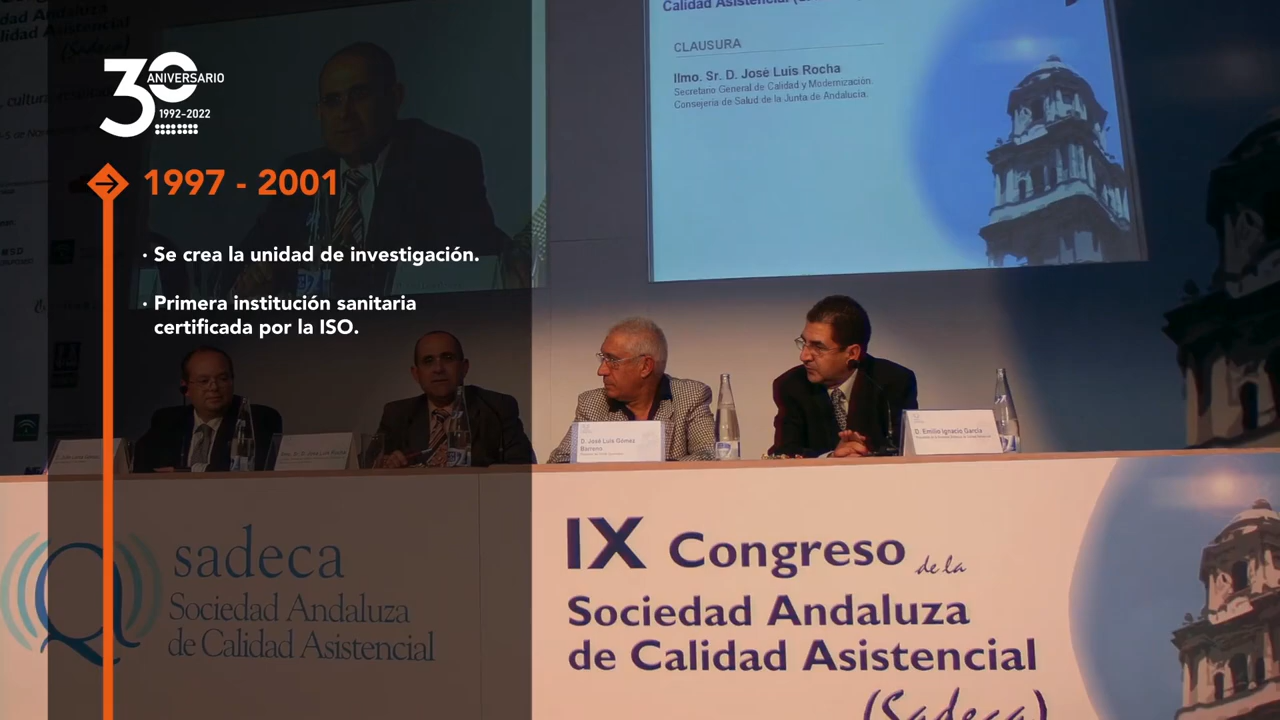 30
ANIVERSARIO
1992-2022
1997 - 2001
· Se crea la unidad de investigación.
· Primera institución sanitaria
certificada por la ISO.
Calidad Asistencial
CLAUSURA
Ilmo. Sr. D. José Luis Rocha
Secretario General de Calidad y Modernización.
Consejería de Salud de la Junta de Andalucía.
D. José Luis Gómez
Barreno
D. Emilio Ignacio García
sadeca
Sociedad Andaluza
de Calidad Asistencial
IX Congreso de la
Sociedad Andaluza
de Calidad Asistencial
(Sadeca)